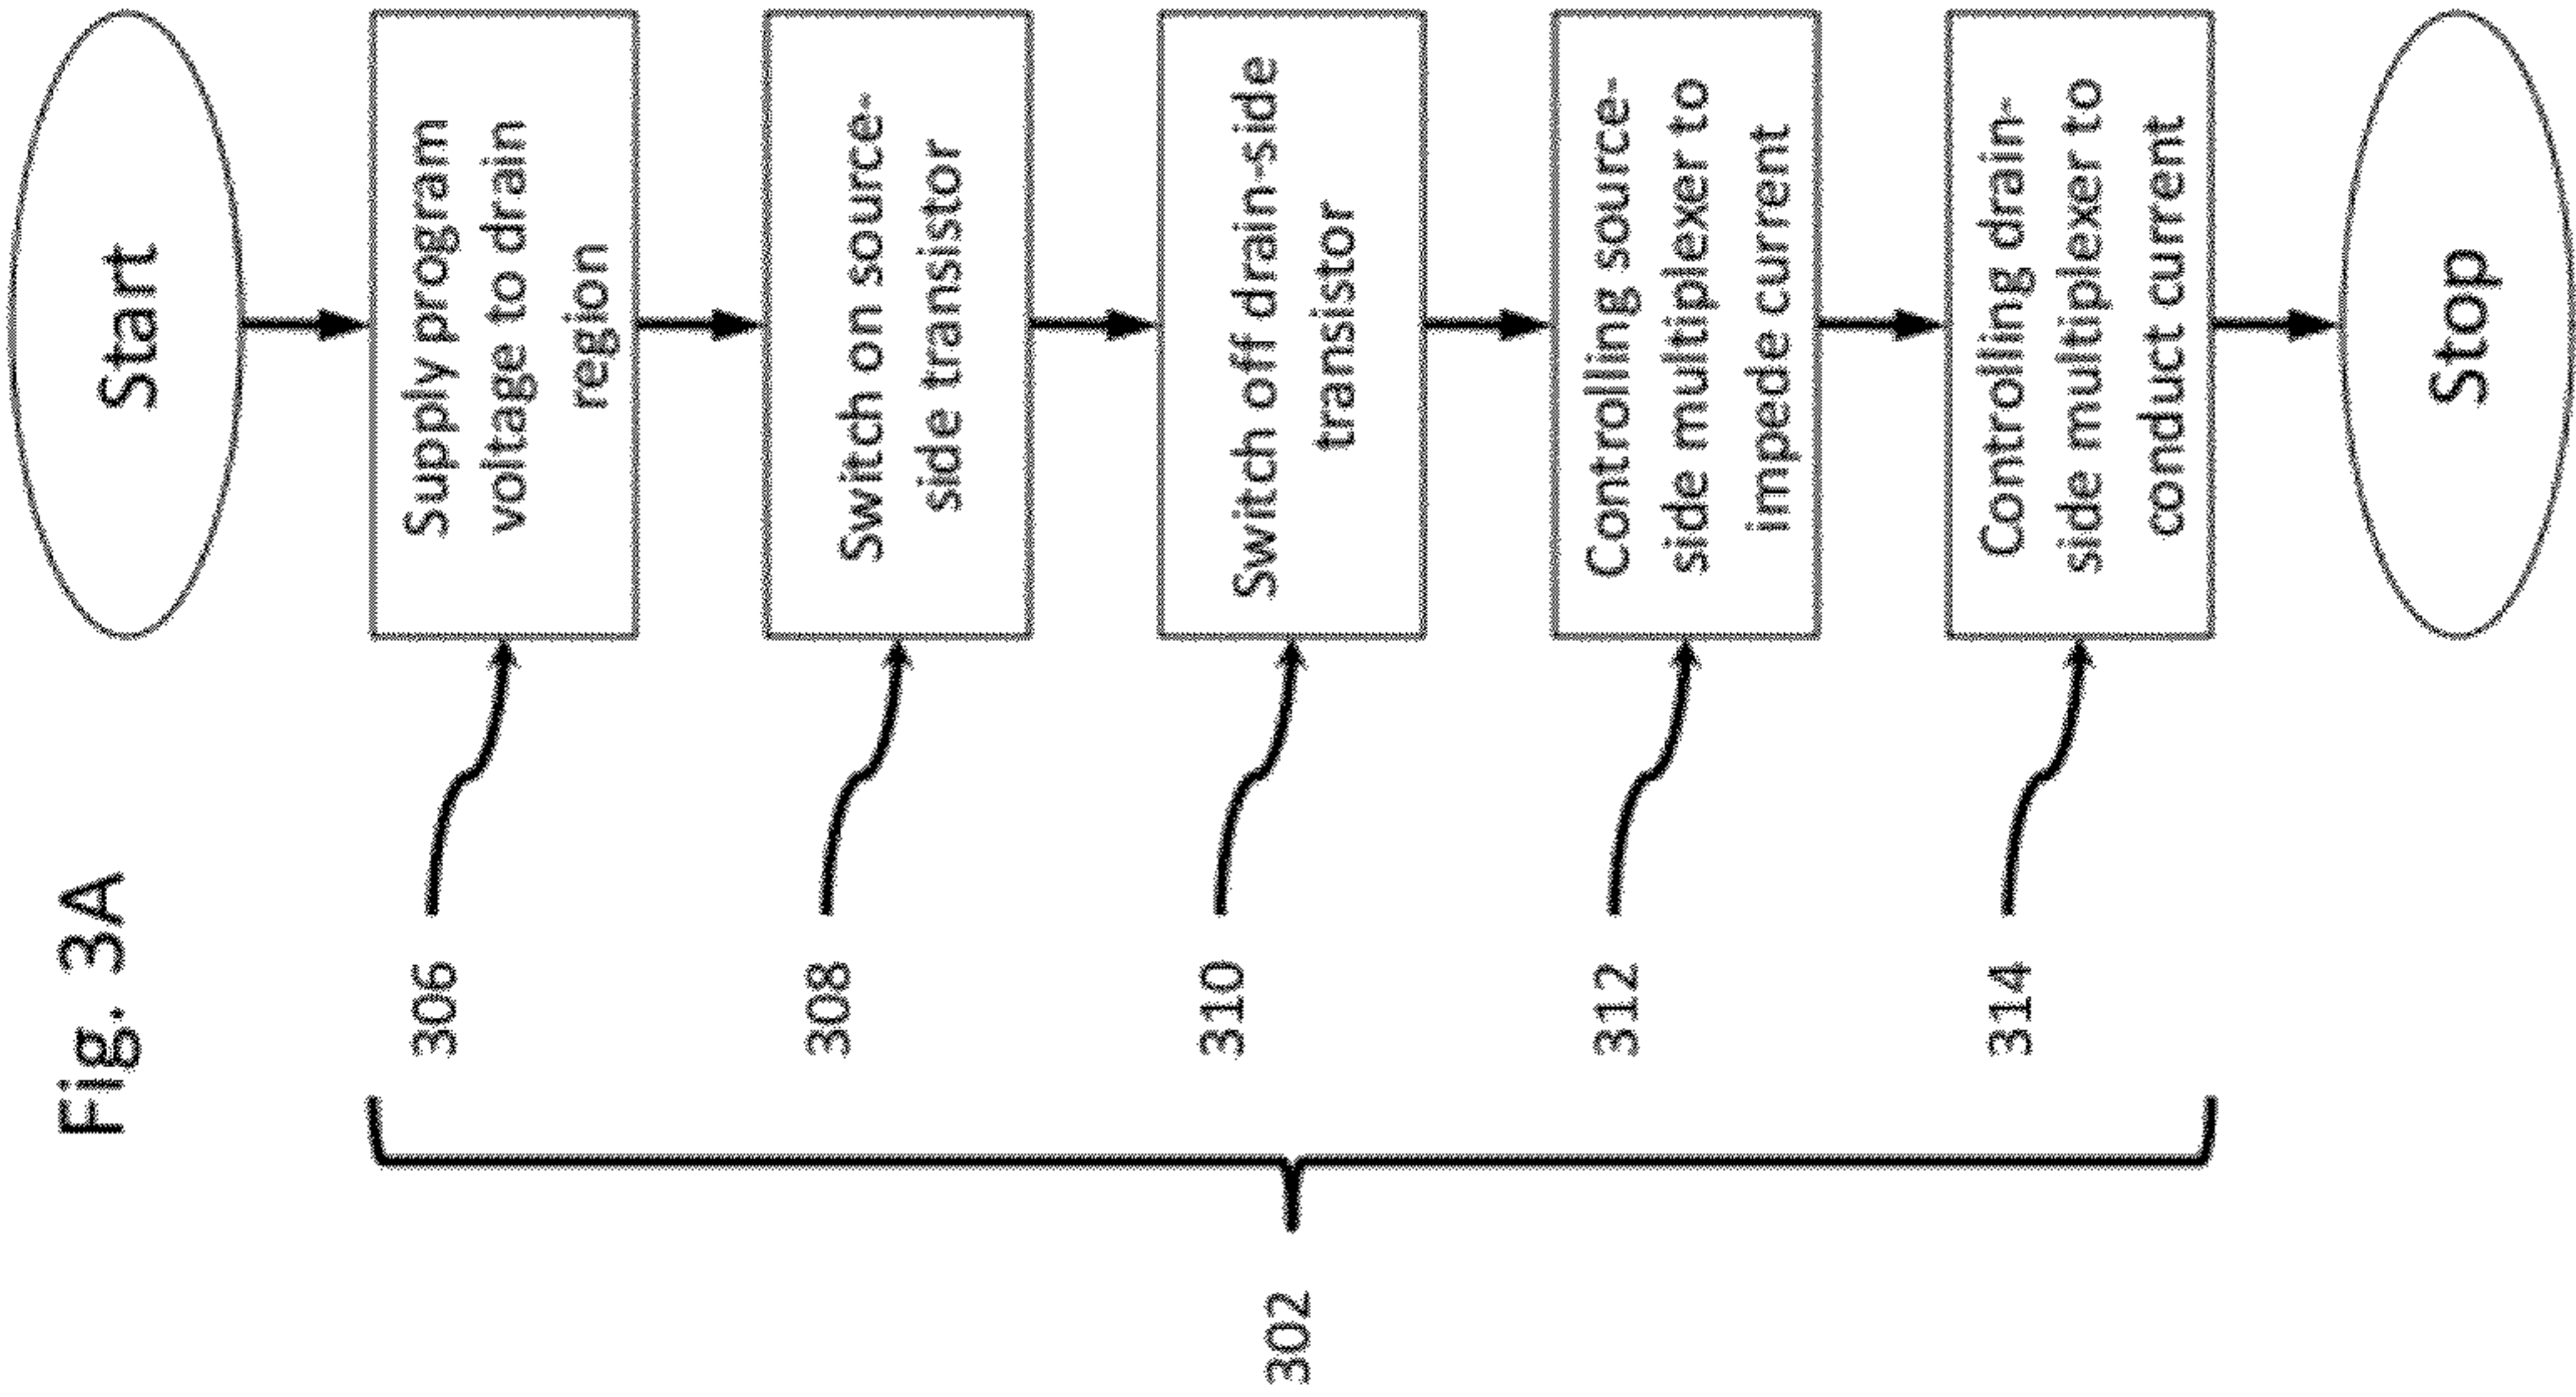 Fig. 3A
Start
306
Supply program
voltage to drain
region
308
Switch on source-
side transistor
310
Switch off drain-side
transistor
312
Controlling source-
side multiplexer to
impede current
314
Controlling drain-
side multiplexer to
conduct current
302
Stop